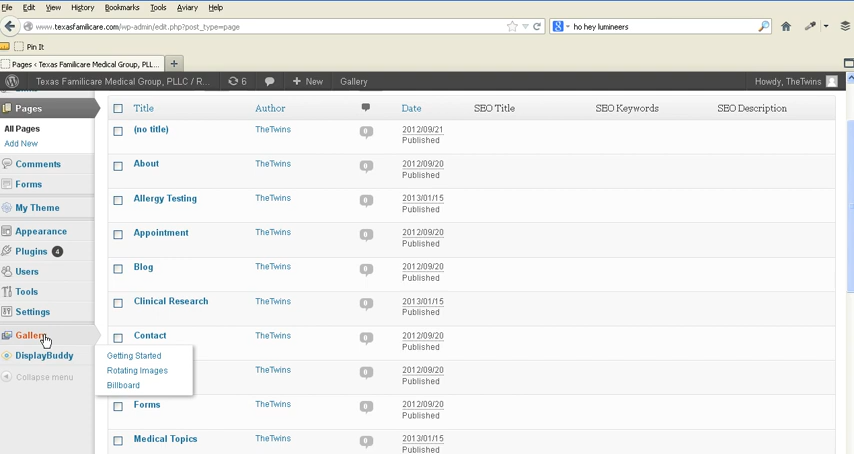 File Edit View History Bookmarks Tools Aviary Help
www.texasfamilicare.com/wp-admin/edit.php?post_type=page
ho hey lumineers
Pin It
Pages ‹ Texas Familicare Medical Group, PLL...
Texas Familicare Medical Group, PLLC / R... 6 + New Gallery Howdy, TheTwins
Pages
All Pages
Add New
Comments
Forms
My Theme
Appearance
Plugins 4
Users
Tools
Settings
Gallery
DisplayBuddy
Collapse menu
Getting Started
Rotating Images
Billboard
Title Author Date SEO Title SEO Keywords SEO Description
(no title) TheTwins 0 2012/09/21
Published
About TheTwins 0 2012/09/20
Published
Allergy Testing TheTwins 0 2013/01/15
Published
Appointment TheTwins 0 2012/09/20
Published
Blog TheTwins 0 2012/09/20
Published
Clinical Research TheTwins 0 2013/01/15
Published
Contact TheTwins 0 2012/09/20
Published
TheTwins 0 2012/09/20
Published
Forms TheTwins 0 2012/09/20
Published
Medical Topics TheTwins 0 2013/01/15
Published